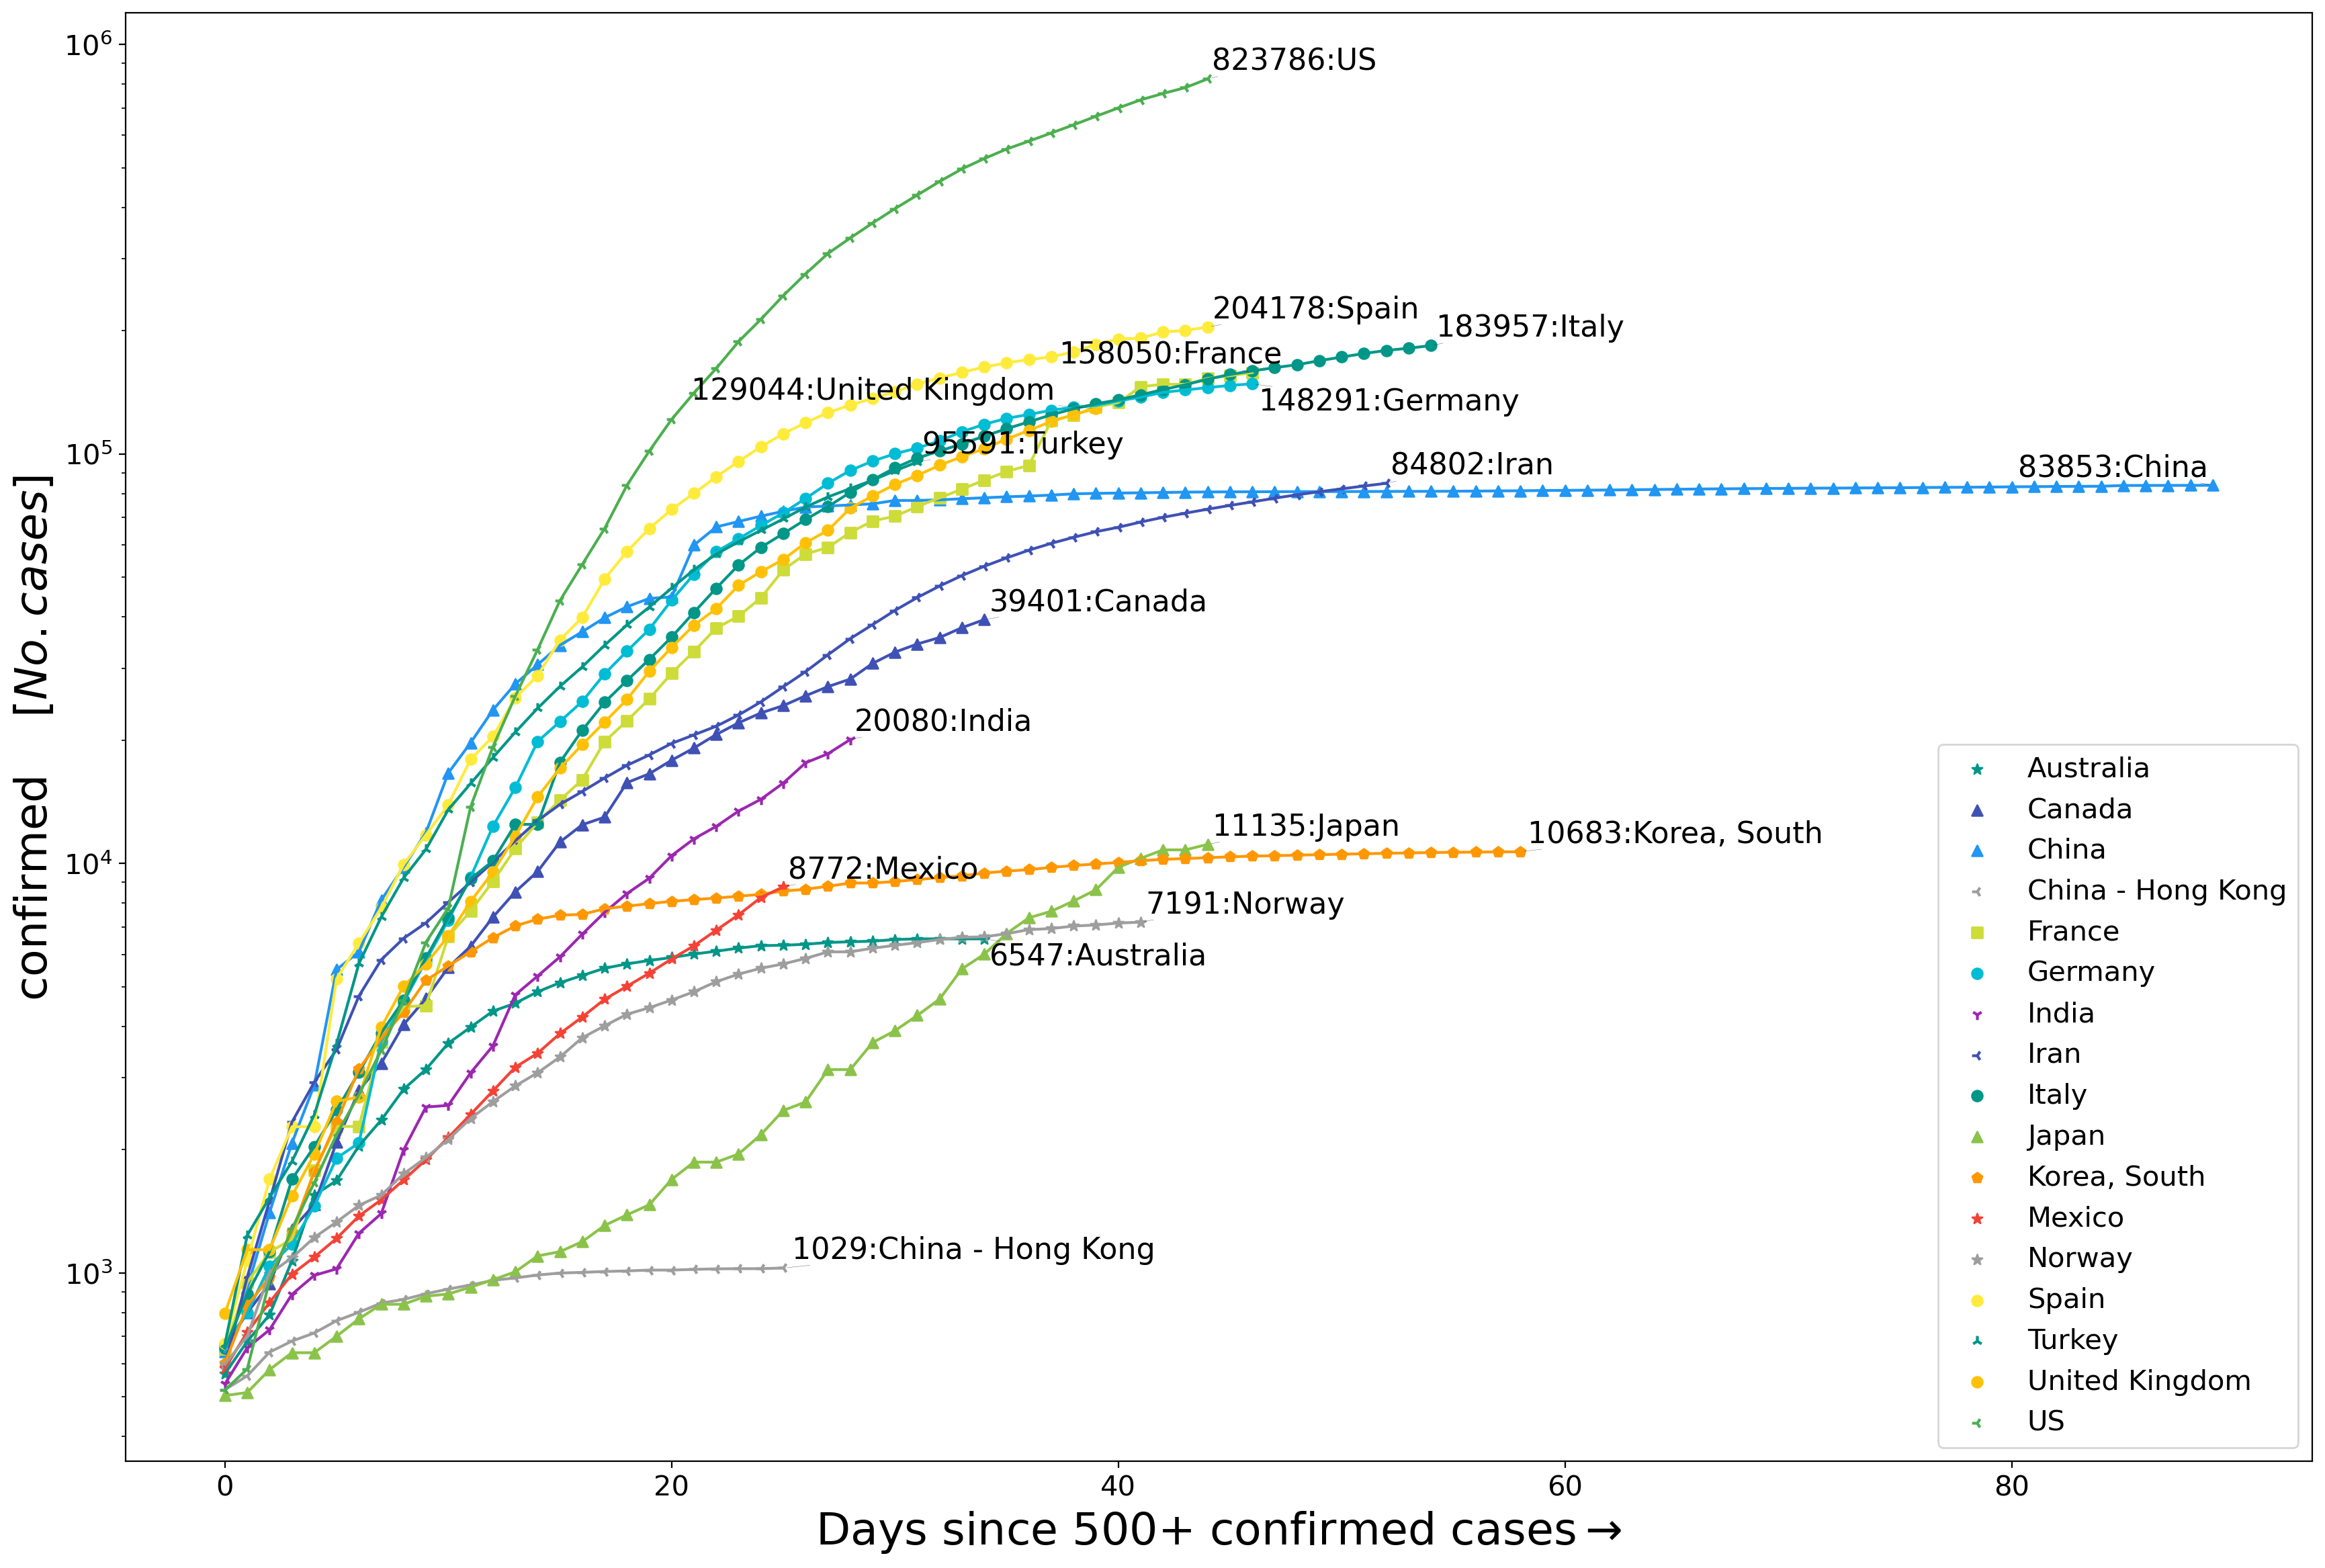 10^6
10^5
10^4
10^3
confirmed [No. cases]
823786:US
204178:Spain
183957:Italy
158050:France
129044:United Kingdom
148291:Germany
95591:Turkey
84802:Iran
83853:China
39401:Canada
20080:India
11135:Japan
10683:Korea, South
8772:Mexico
7191:Norway
6547:Australia
1029:China - Hong Kong
Australia
Canada
China
China - Hong Kong
France
Germany
India
Iran
Italy
Japan
Korea, South
Mexico
Norway
Spain
Turkey
United Kingdom
US
0 20 40 60 80
Days since 500+ confirmed cases→